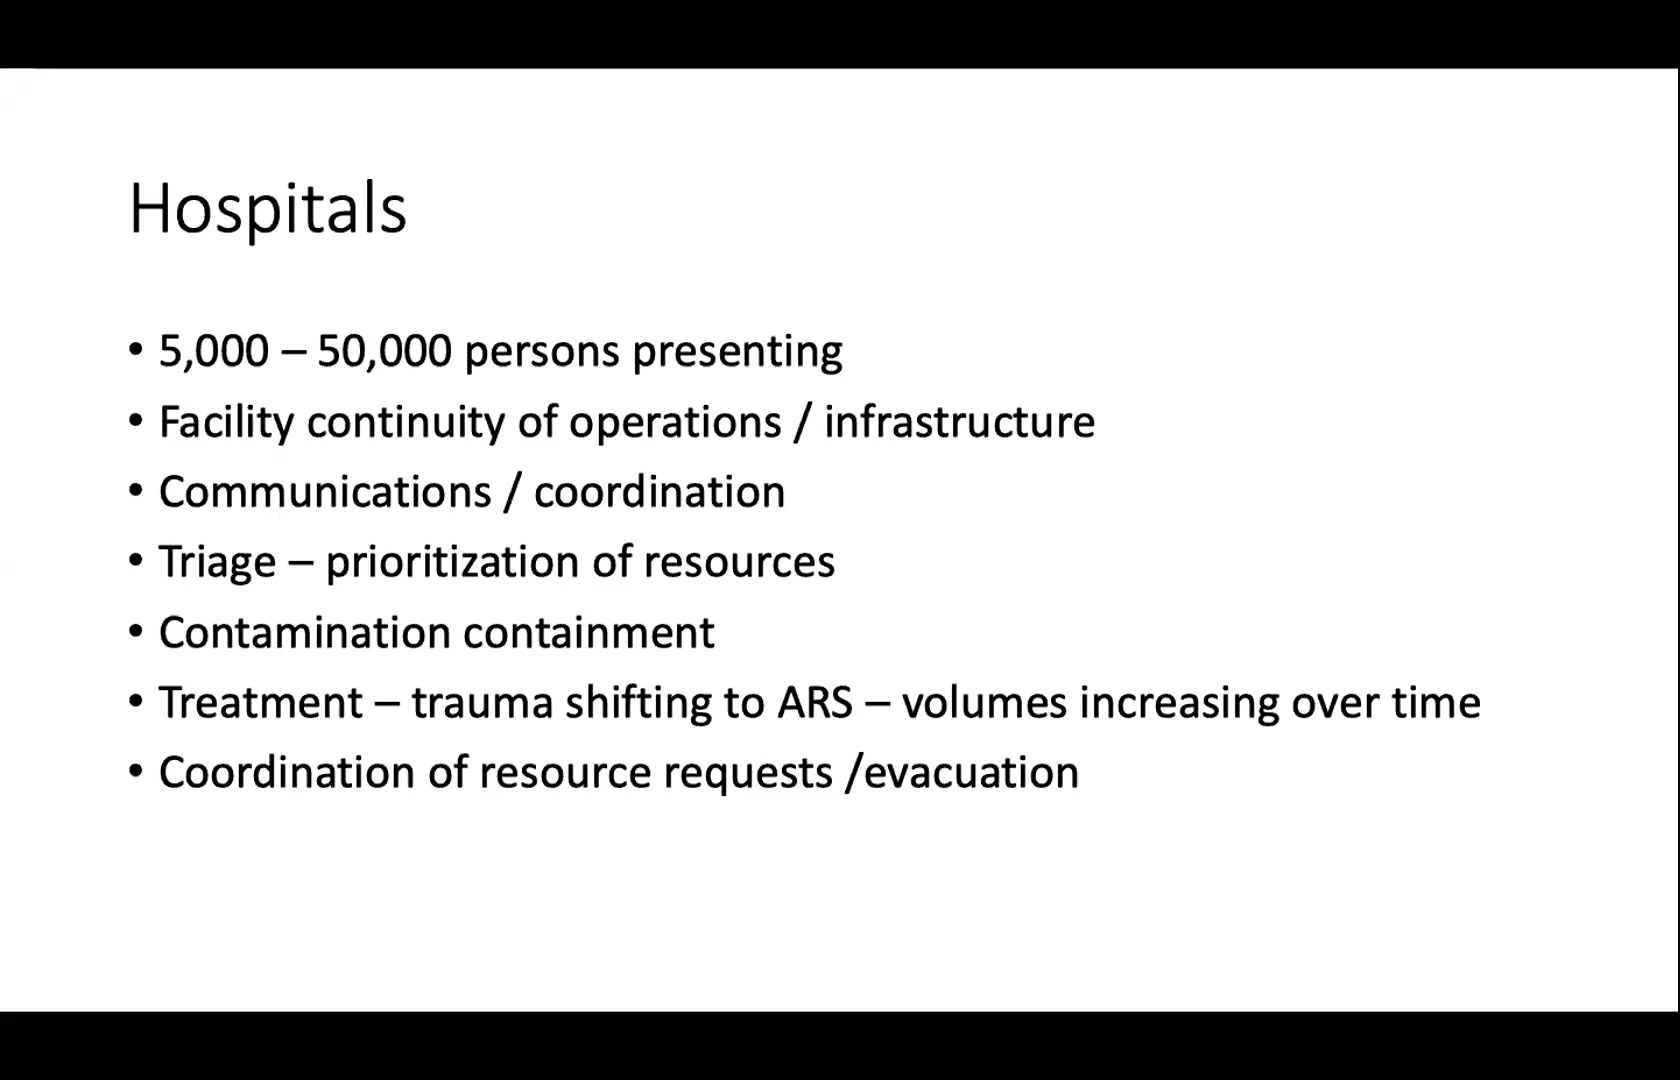 Hospitals
• 5,000 – 50,000 persons presenting
• Facility continuity of operations / infrastructure
• Communications / coordination
• Triage – prioritization of resources
• Contamination containment
• Treatment – trauma shifting to ARS – volumes increasing over time
• Coordination of resource requests /evacuation